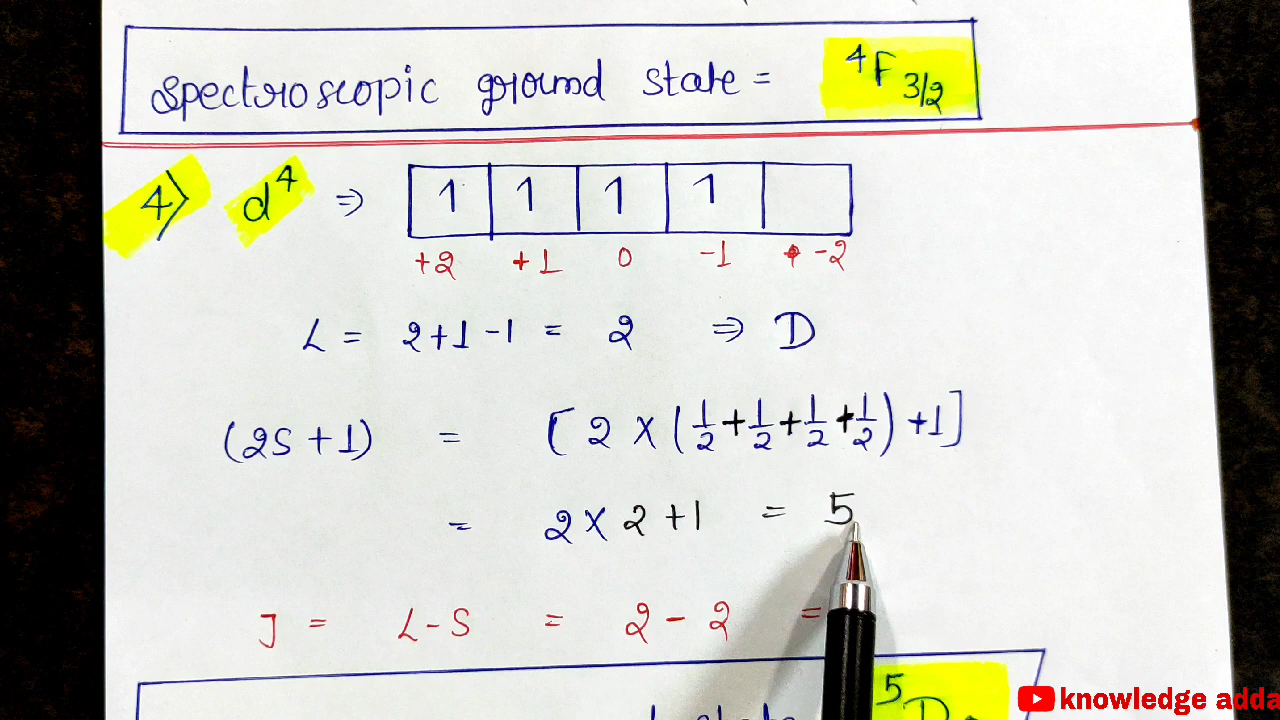 Spectroscopic ground state = ⁴F₃/₂
4) d⁴ ⇒ 1 1 1 1
+2 +1 0 -1 -2
L = 2+1-1 = 2 ⇒ D
(2S+1) = [2 × (1/2+1/2+1/2+1/2)+1]
= 2×2+1 = 5
J = L-S = 2-2 =
state ⁵D
knowledge adda